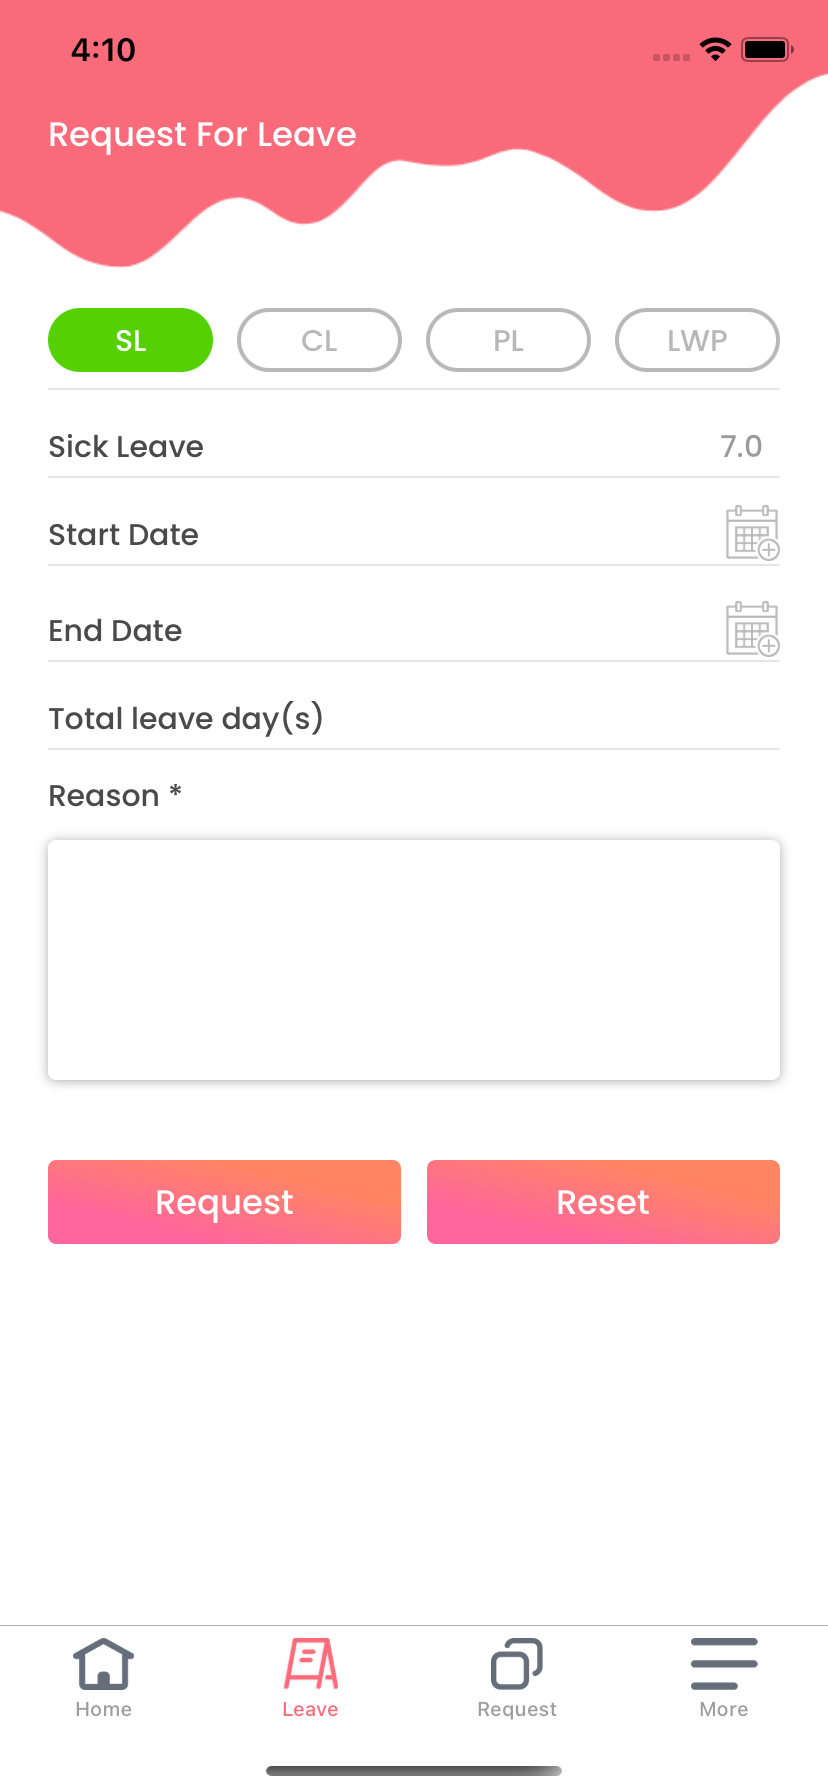 4:10
Request For Leave
SL CL PL LWP
Sick Leave 7.0
Start Date
End Date
Total leave day(s)
Reason *
Request Reset
Home Leave Request More